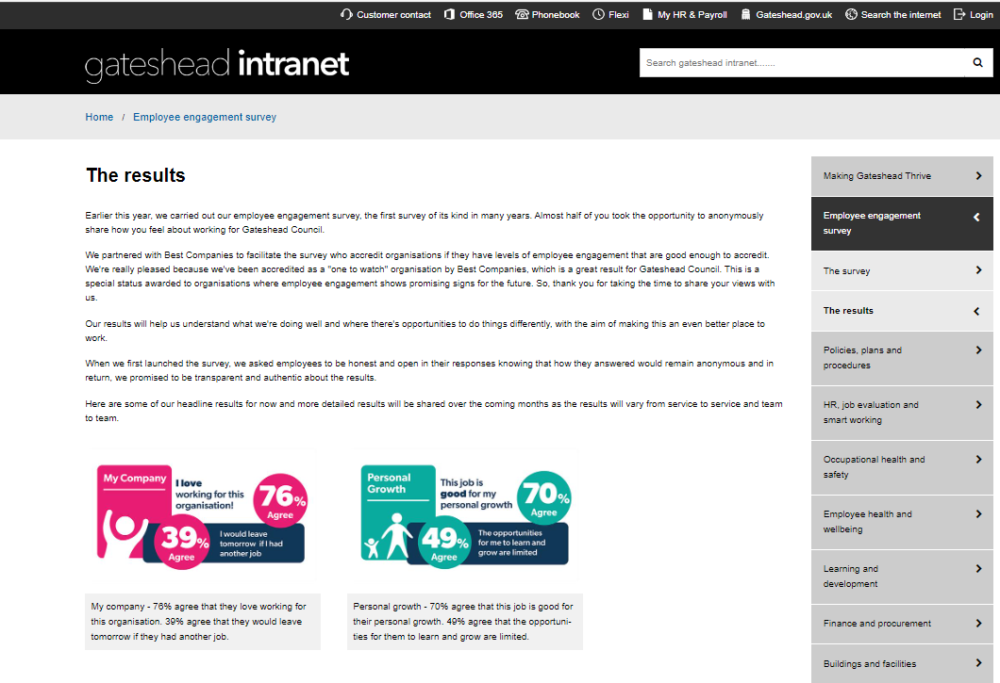 Customer contact Office 365 Phonebook Flexi My HR & Payroll Gateshead.gov.uk Search the internet Login
gateshead intranet
Search gateshead intranet.......
Home / Employee engagement survey
The results
Earlier this year, we carried out our employee engagement survey, the first survey of its kind in many years. Almost half of you took the opportunity to anonymously
share how you feel about working for Gateshead Council.
We partnered with Best Companies to facilitate the survey who accredit organisations if they have levels of employee engagement that are good enough to accredit.
We're really pleased because we've been accredited as a "one to watch" organisation by Best Companies, which is a great result for Gateshead Council. This is a
special status awarded to organisations where employee engagement shows promising signs for the future. So, thank you for taking the time to share your views with
us.
Our results will help us understand what we're doing well and where there's opportunities to do things differently, with the aim of making this an even better place to
work.
When we first launched the survey, we asked employees to be honest and open in their responses knowing that how they answered would remain anonymous and in
return, we promised to be transparent and authentic about the results.
Here are some of our headline results for now and more detailed results will be shared over the coming months as the results will vary from service to service and team
to team.
My Company
I love
working for this
organisation!
76%
Agree
39%
Agree
I would leave
tomorrow if I had
another job
Personal
Growth
This job is
good for my
personal growth
70%
Agree
49%
Agree
The opportunities
for me to learn and
grow are limited
My company - 76% agree that they love working for
this organisation. 39% agree that they would leave
tomorrow if they had another job.
Personal growth - 70% agree that this job is good for
their personal growth. 49% agree that the opportuni-
ties for them to learn and grow are limited.
Making Gateshead Thrive
Employee engagement
survey
The survey
The results
Policies, plans and
procedures
HR, job evaluation and
smart working
Occupational health and
safety
Employee health and
wellbeing
Learning and
development
Finance and procurement
Buildings and facilities